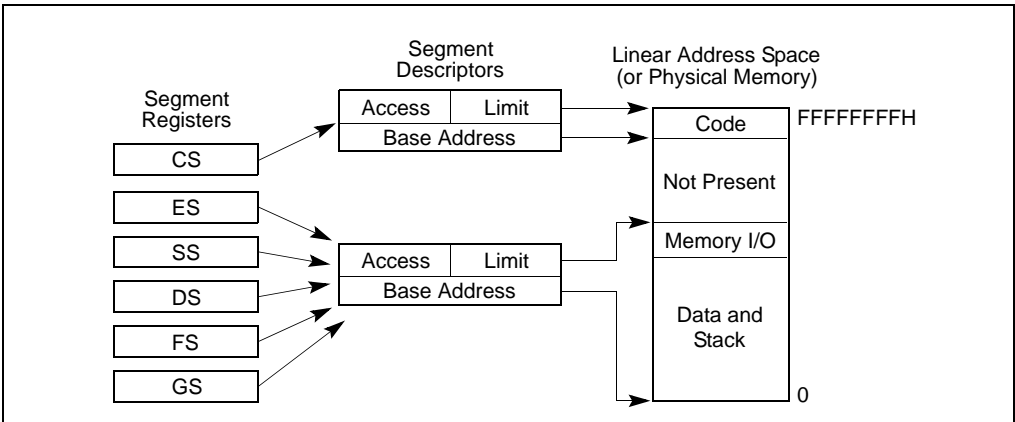 Segment
Registers
CS
ES
SS
DS
FS
GS
Segment
Descriptors
Access Limit
Base Address
Access Limit
Base Address
Linear Address Space
(or Physical Memory)
Code
FFFFFFFFH
Not Present
Memory I/O
Data and
Stack
0